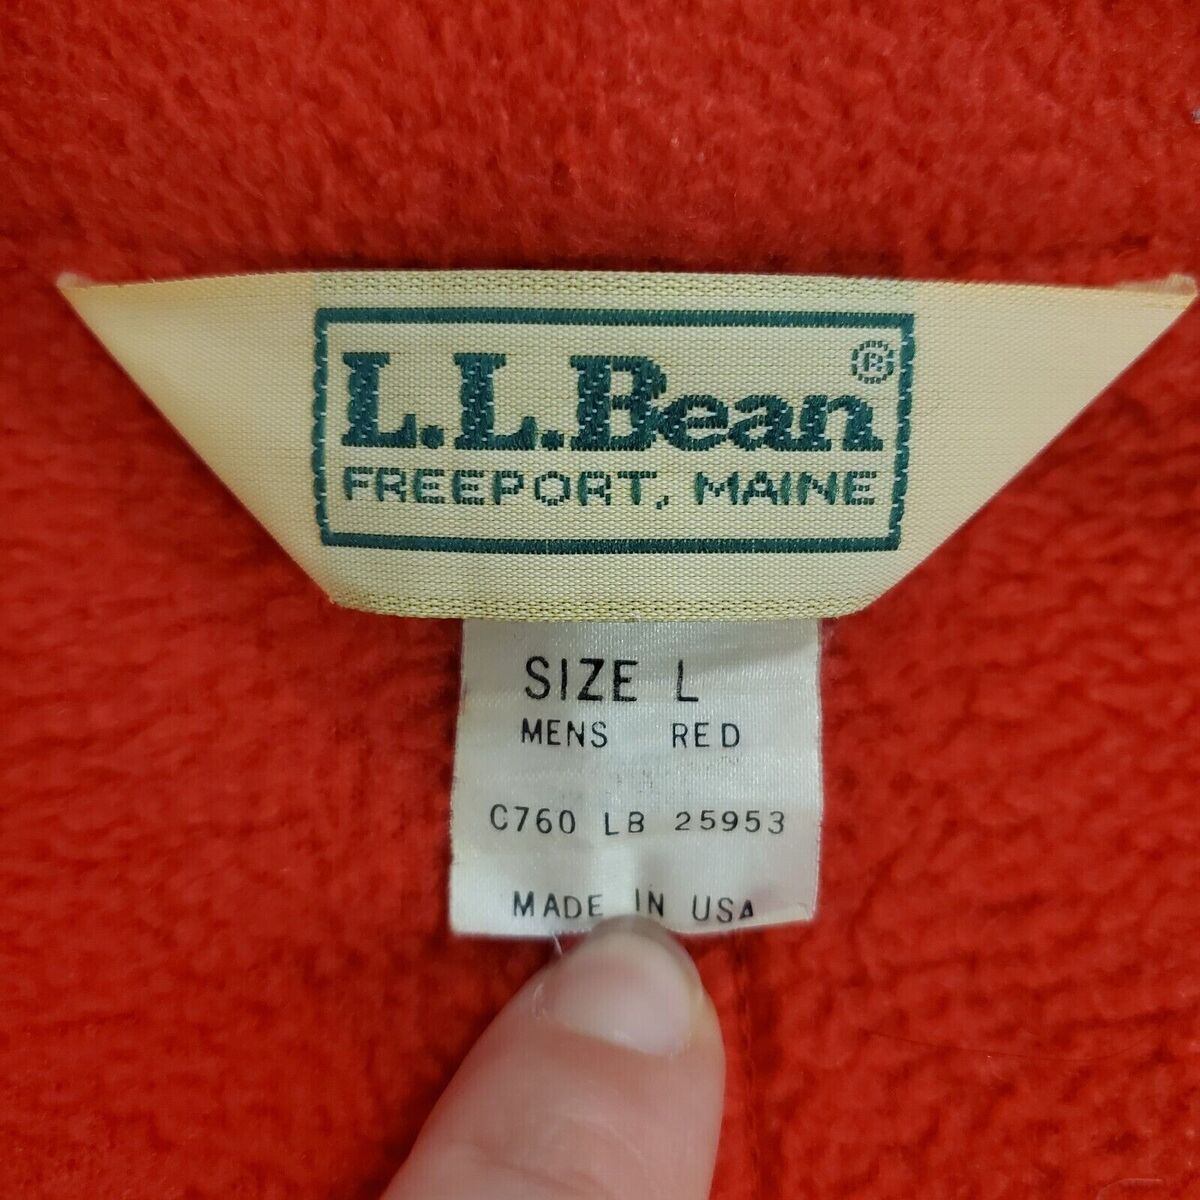 L.L.Bean®
FREEPORT, MAINE
SIZE L
MENS RED
C760 LB 25953
MADE IN USA